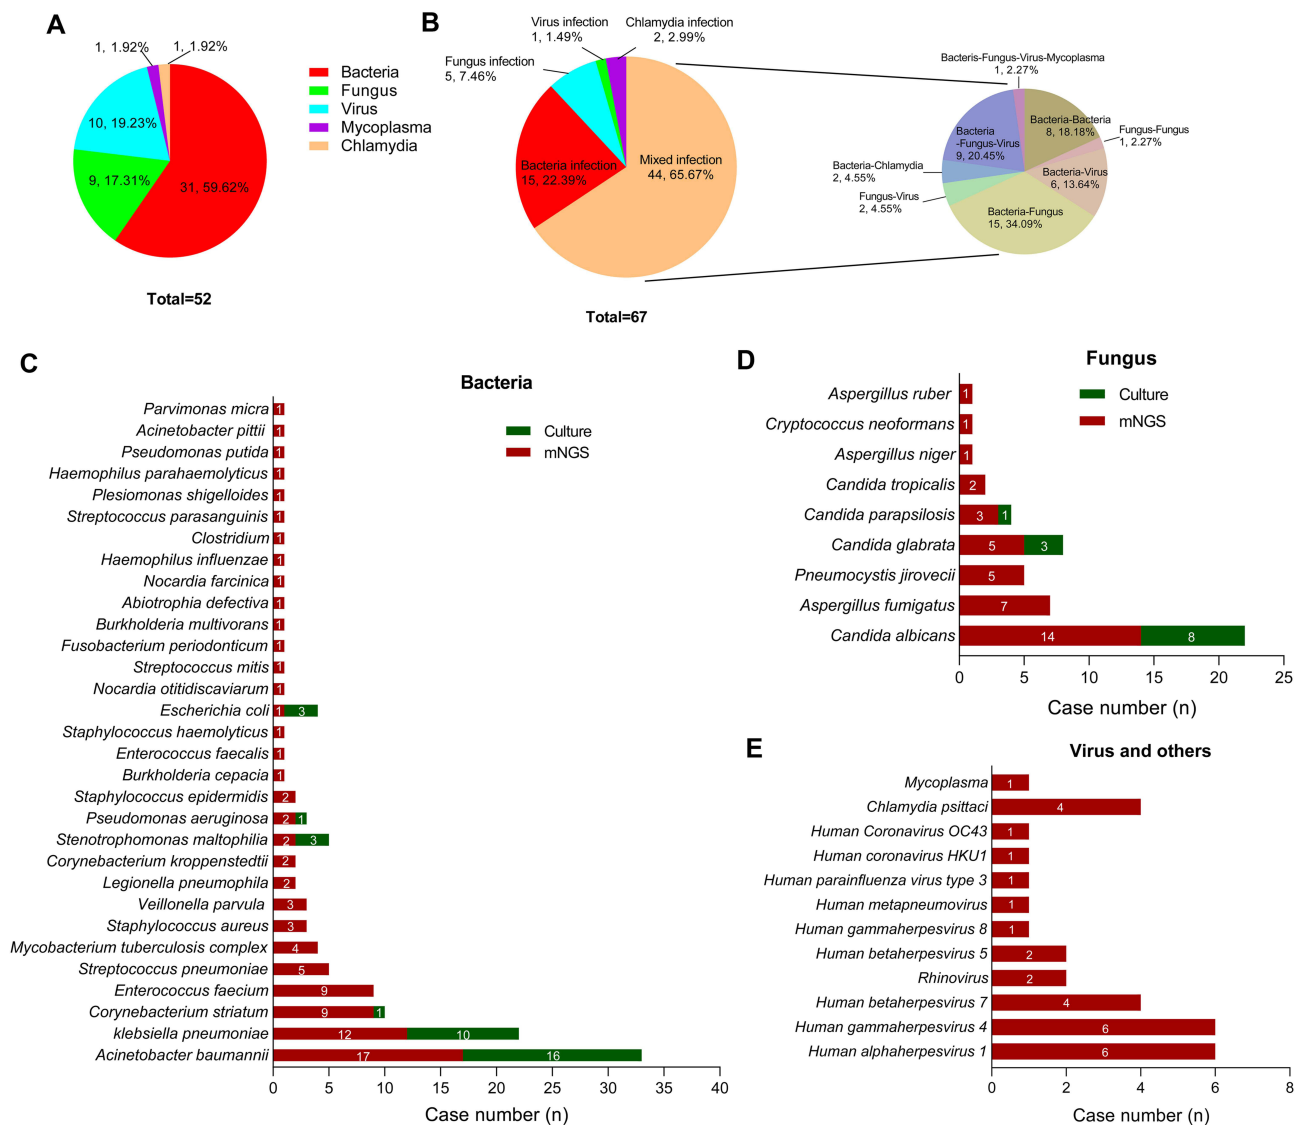 A
1, 1.92%
1, 1.92%
10, 19.23%
9, 17.31%
31, 59.62%
Total=52
Bacteria
Fungus
Virus
Mycoplasma
Chlamydia
B
Virus infection
1, 1.49%
Chlamydia infection
2, 2.99%
Fungus infection
5, 7.46%
Bacteria infection
15, 22.39%
Mixed infection
44, 65.67%
Total=67
Bacteris-Fungus-Virus-Mycoplasma
1, 2.27%
Bacteria-Bacteria
8, 18.18%
Fungus-Fungus
1, 2.27%
Bacteria
-Fungus-Virus
9, 20.45%
Bacteria-Chlamydia
2, 4.55%
Bacteria-Virus
6, 13.64%
Fungus-Virus
2, 4.55%
Bacteria-Fungus
15, 34.09%
C
Bacteria
Culture
mNGS
Parvimonas micra 1
Acinetobacter pittii 1
Pseudomonas putida 1
Haemophilus parahaemolyticus 1
Plesiomonas shigelloides 1
Streptococcus parasanguinis 1
Clostridium 1
Haemophilus influenzae 1
Nocardia farcinica 1
Abiotrophia defectiva 1
Burkholderia multivorans 1
Fusobacterium periodonticum 1
Streptococcus mitis 1
Nocardia otitidiscaviarum 1
Escherichia coli 1 3
Staphylococcus haemolyticus 1
Enterococcus faecalis 1
Burkholderia cepacia 1
Staphylococcus epidermidis 2
Pseudomonas aeruginosa 2 1
Stenotrophomonas maltophilia 2 3
Corynebacterium kroppenstedtii 2
Legionella pneumophila 2
Veillonella parvula 3
Staphylococcus aureus 3
Mycobacterium tuberculosis complex 4
Streptococcus pneumoniae 5
Enterococcus faecium 9
Corynebacterium striatum 9 1
klebsiella pneumoniae 12 10
Acinetobacter baumannii 17 16
0 5 10 15 20 25 30 35 40
Case number (n)
D
Fungus
Culture
mNGS
Aspergillus ruber 1
Cryptococcus neoformans 1
Aspergillus niger 1
Candida tropicalis 2
Candida parapsilosis 3 1
Candida glabrata 5 3
Pneumocystis jirovecii 5
Aspergillus fumigatus 7
Candida albicans 14 8
0 5 10 15 20 25
Case number (n)
E
Virus and others
Mycoplasma 1
Chlamydia psittaci 4
Human Coronavirus OC43 1
Human coronavirus HKU1 1
Human parainfluenza virus type 3 1
Human metapneumovirus 1
Human gammaherpesvirus 8 1
Human betaherpesvirus 5 2
Rhinovirus 2
Human betaherpesvirus 7 4
Human gammaherpesvirus 4 6
Human alphaherpesvirus 1 6
0 2 4 6 8
Case number (n)